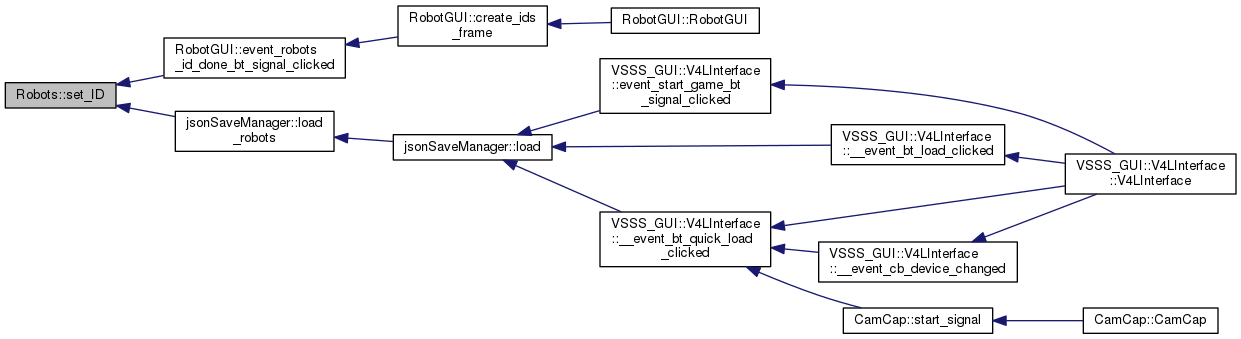 RobotGUI::create_ids
_frame
RobotGUI::RobotGUI
RobotGUI::event_robots
_id_done_bt_signal_clicked
Robots::set_ID
jsonSaveManager::load
_robots
jsonSaveManager::load
VSSS_GUI::V4LInterface
::event_start_game_bt
_signal_clicked
VSSS_GUI::V4LInterface
::__event_bt_load_clicked
VSSS_GUI::V4LInterface
::V4LInterface
VSSS_GUI::V4LInterface
::__event_bt_quick_load
_clicked
VSSS_GUI::V4LInterface
::__event_cb_device_changed
CamCap::start_signal
CamCap::CamCap